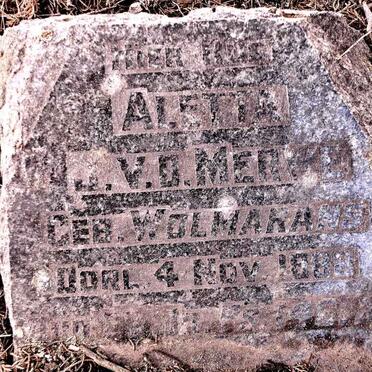 HIER RUS
ALETTA
J.V.D. MERWE
GEB. WOLMARANS
OORL. 4 NOV.